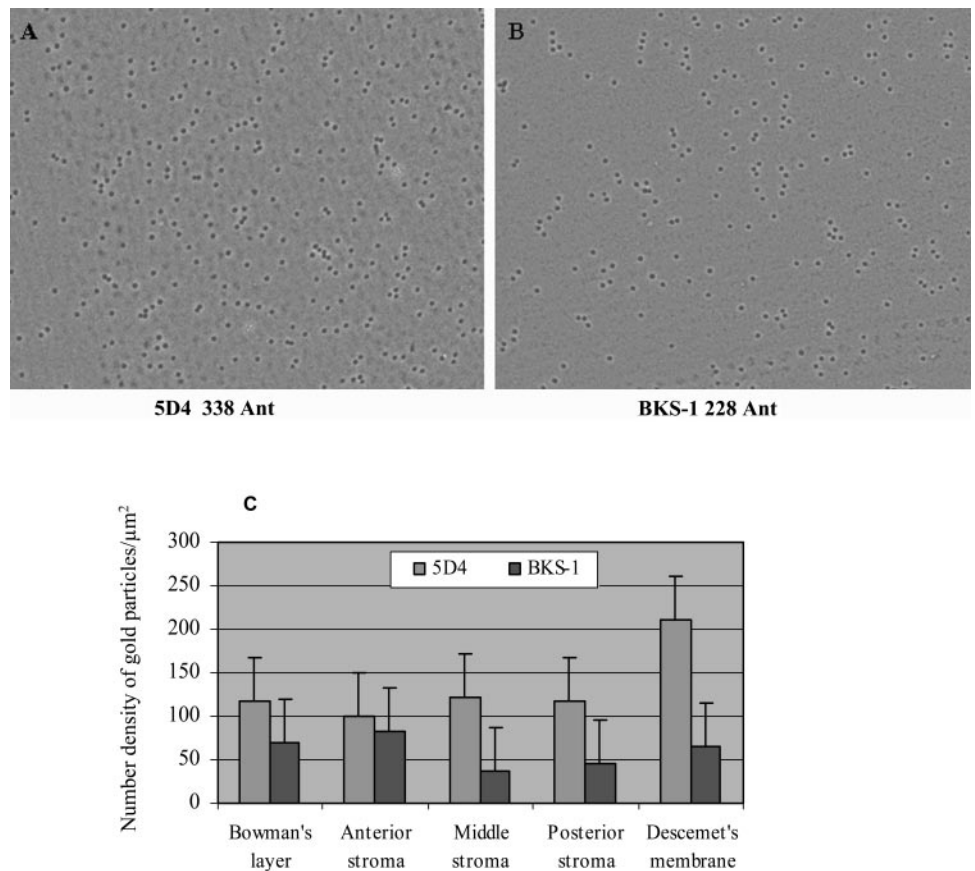 A
B
5D4 338 Ant
BKS-1 228 Ant
C
Number density of gold particles/µm²
300
250
200
150
100
50
0
5D4 BKS-1
Bowman's Anterior Middle Posterior Descemet's
layer stroma stroma stroma membrane